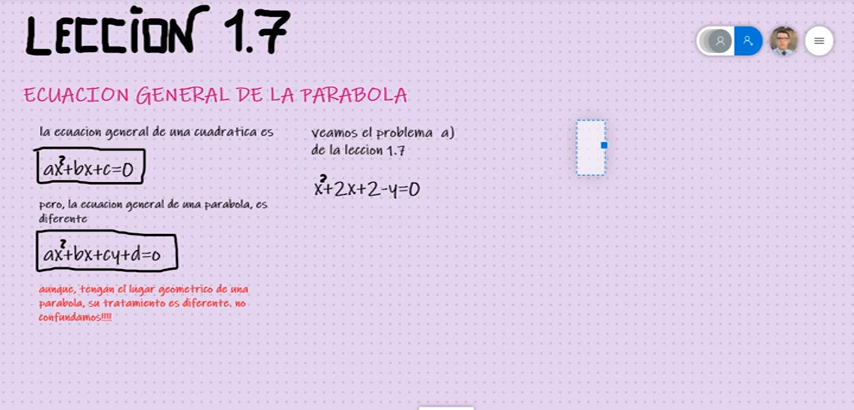 LECCION 1.7
ECUACION GENERAL DE LA PARABOLA
la ecuacion general de una cuadratica es
ax²+bx+c=0
pero, la ecuacion general de una parabola, es
diferente
ax²+bx+cy+d=0
aunque, tengan el lugar geometrico de una
parabola, su tratamiento es diferente. no
confundamos!!!!
veamos el problema a)
de la leccion 1.7
x²+2x+2-y=0